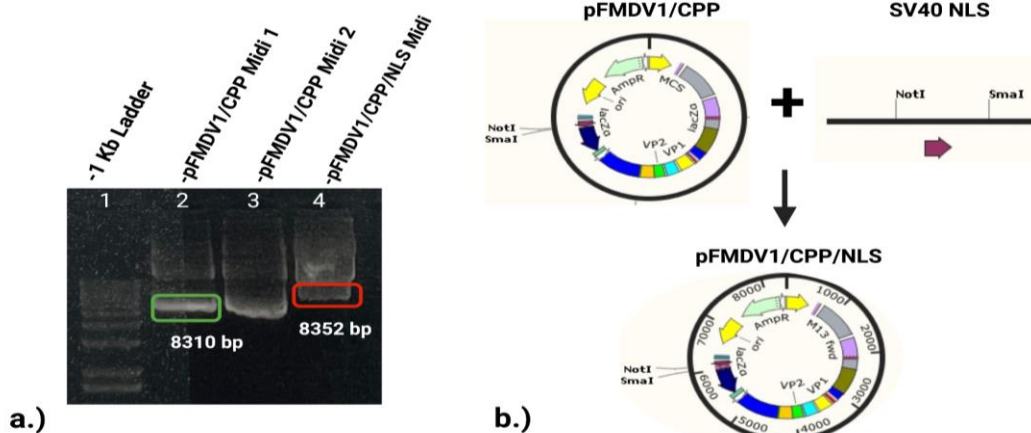 -1 Kb Ladder
-pFMDV1/CPP Midi 1
-pFMDV1/CPP Midi 2
-pFMDV1/CPP/NLS Midi
1
2
3
4
8310 bp
8352 bp
a.)
pFMDV1/CPP
SV40 NLS
AmpR
MCS
ori
lacZα
lacZα
NotI
SmaI
VP2
VP1
+
NotI
SmaI
pFMDV1/CPP/NLS
8000
1000
7000
2000
AmpR
M13 fwd
ori
lacZα
NotI
SmaI
6000
VP2
VP1
3000
5000
4000
b.)